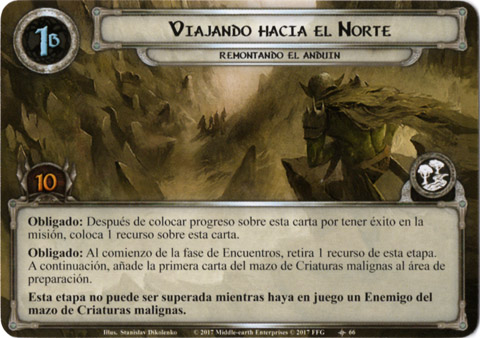 1B
Viajando hacia el Norte
Remontando el Anduin
10
Obligado: Después de colocar progreso sobre esta carta por tener éxito en la
misión, coloca 1 recurso sobre esta carta.
Obligado: Al comienzo de la fase de Encuentros, retira 1 recurso de esta etapa.
A continuación, añade la primera carta del mazo de Criaturas malignas al área de
preparación.
Esta etapa no puede ser superada mientras haya en juego un Enemigo del
mazo de Criaturas malignas.
Illus. Stanislav Dikolenko © 2017 Middle-earth Enterprises © 2017 FFG 66